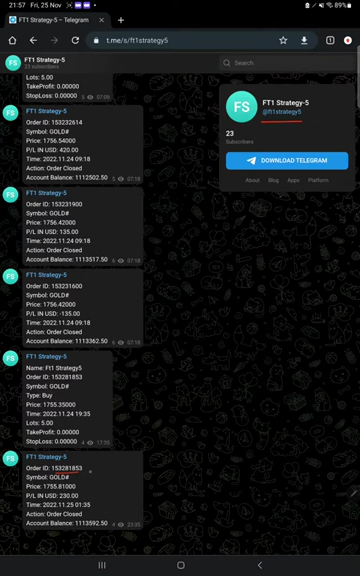 21:57 Fri, 25 Nov
89%
FT1 Strategy-5 – Telegram
t.me/s/ft1strategy5
1
FT1 Strategy-5
23 subscribers
Search
Lots: 5.00
TakeProfit: 0.00000
StopLoss: 0.00000
5 07:09
FT1 Strategy-5
Order ID: 153232614
Symbol: GOLD#
Price: 1756.54000
P/L IN USD: 420.00
Time: 2022.11.24 09:18
Action: Order Closed
Account Balance: 1112502.50
5 07:18
FT1 Strategy-5
Order ID: 153231900
Symbol: GOLD#
Price: 1756.42000
P/L IN USD: 135.00
Time: 2022.11.24 09:18
Action: Order Closed
Account Balance: 1113517.50
6 07:18
FT1 Strategy-5
Order ID: 153231600
Symbol: GOLD#
Price: 1756.42000
P/L IN USD: -135.00
Time: 2022.11.24 09:18
Action: Order Closed
Account Balance: 1113362.50
6 07:18
FT1 Strategy-5
Name: Ft1 Strategy5
Order ID: 153281853
Symbol: GOLD#
Type: Buy
Price: 1755.35000
Time: 2022.11.24 19:35
Lots: 5.00
TakeProfit: 0.00000
StopLoss: 0.00000
4 17:35
FT1 Strategy-5
Order ID: 153281853
Symbol: GOLD#
Price: 1755.81000
P/L IN USD: 230.00
Time: 2022.11.25 01:35
Action: Order Closed
Account Balance: 1113592.50
4 23:35
FS
FT1 Strategy-5
@ft1strategy5
23
Subscribers
DOWNLOAD TELEGRAM
About Blog Apps Platform